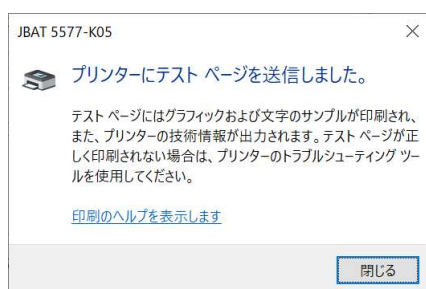 JBAT 5577-K05
プリンターにテスト ページを送信しました。
テスト ページにはグラフィックおよび文字のサンプルが印刷され、
また、プリンターの技術情報が出力されます。テスト ページが正
しく印刷されない場合は、プリンターのトラブルシューティング ツー
ルを使用してください。
印刷のヘルプを表示します
閉じる